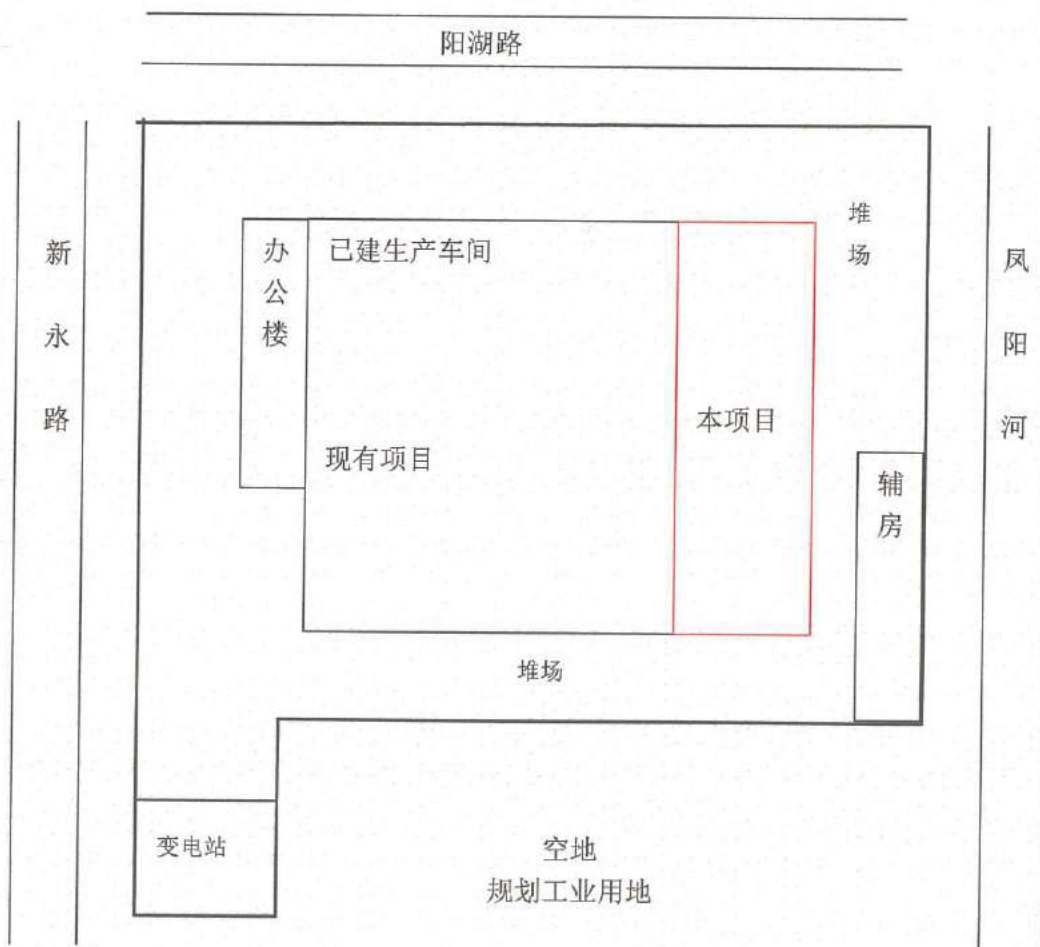 阳湖路
新永路
办公楼
已建生产车间
现有项目
本项目
堆场
辅房
凤阳河
堆场
变电站
空地
规划工业用地